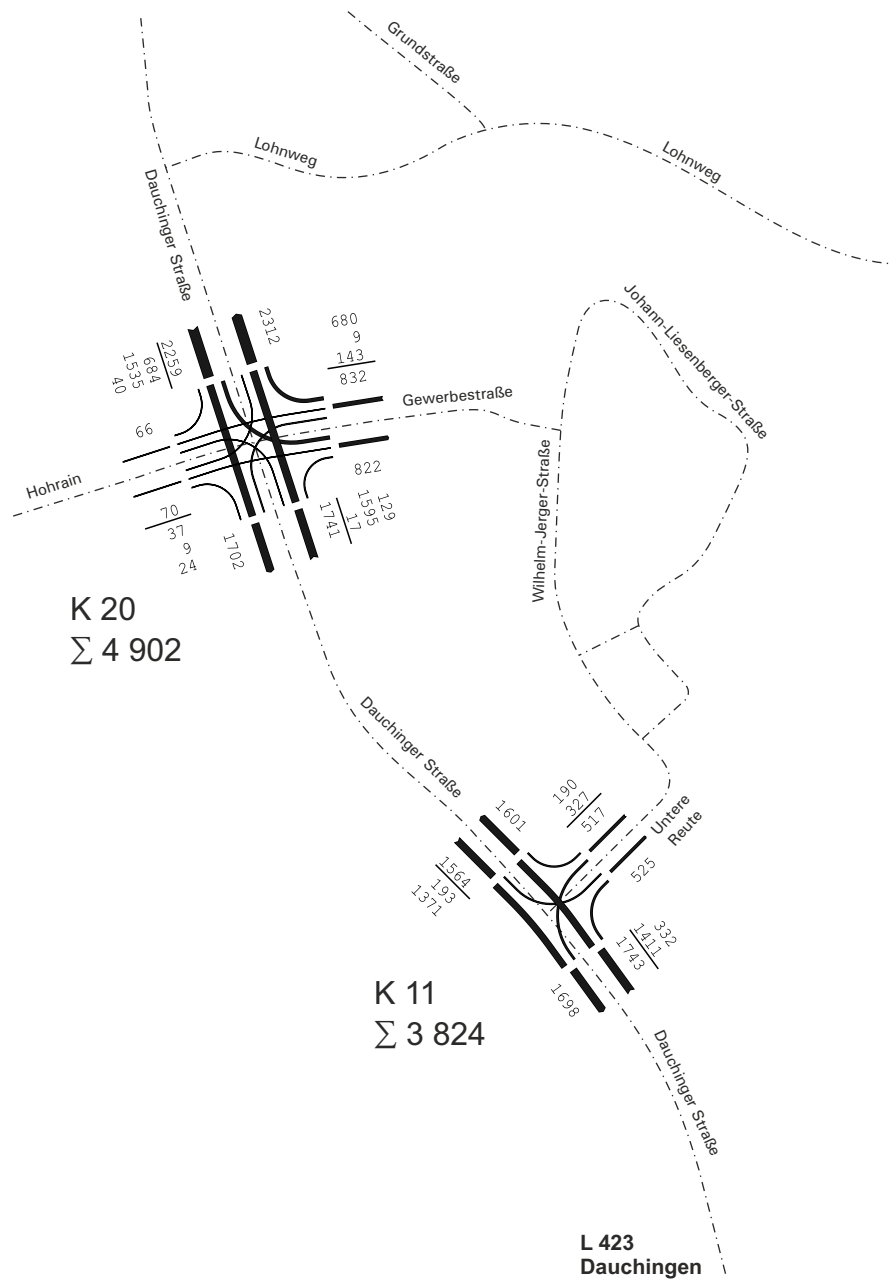 Grundstraße
Lohnweg
Lohnweg
Dauchinger Straße
Johann-Liesenberger-Straße
2259
684
1535
40
2312
680
9
143
832
66
Gewerbestraße
Hohrain
822
70
37
9
24
1702
1741
17
1595
129
Wilhelm-Jerger-Straße
K 20
∑ 4 902
Dauchinger Straße
1601
190
327
517
Untere
Reute
1564
193
1371
525
332
1411
1743
K 11
∑ 3 824
1698
Dauchinger Straße
L 423
Dauchingen